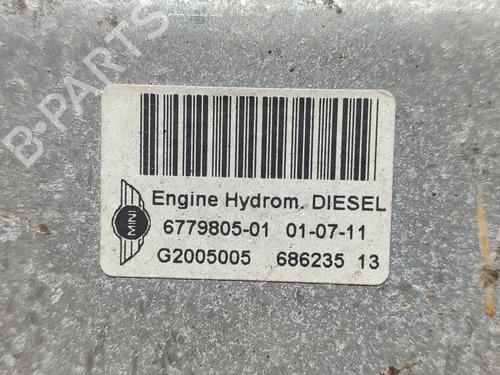 B-PARTS
Engine Hydrom. DIESEL
MINI
6779805-01 01-07-11
G2005005 686235 13